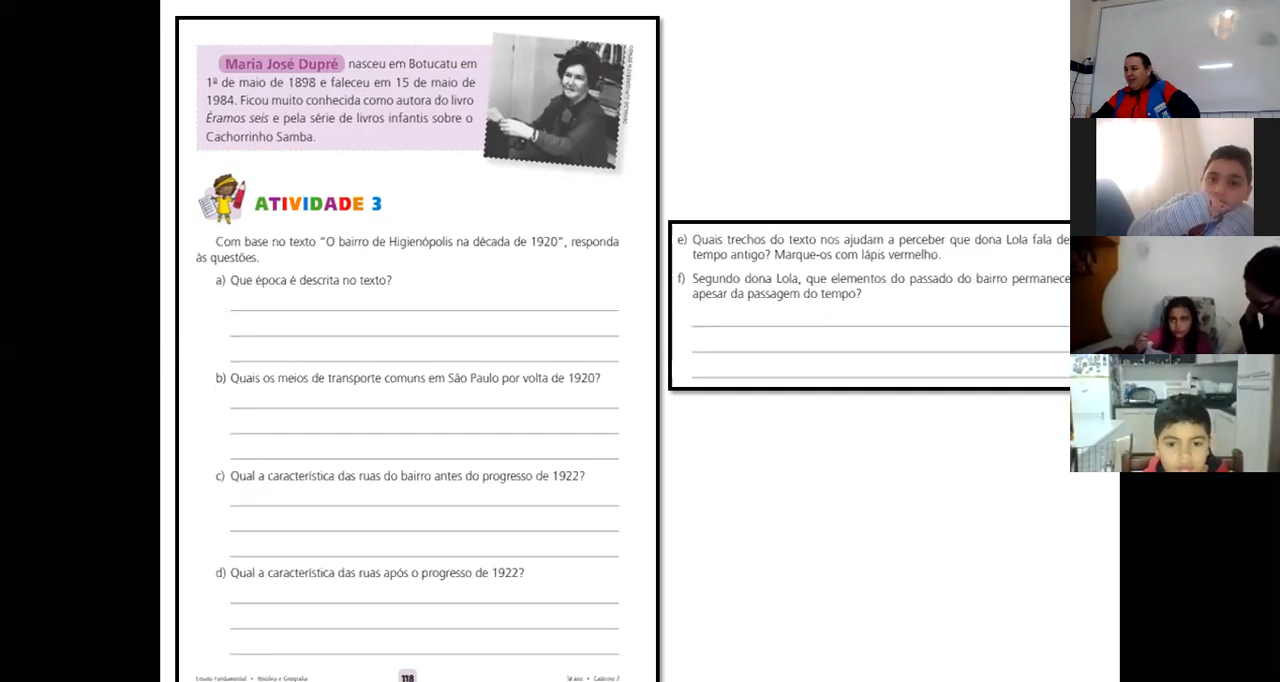 Maria José Dupré nasceu em Botucatu em
1º de maio de 1898 e faleceu em 15 de maio de
1984. Ficou muito conhecida como autora do livro
Éramos seis e pela série de livros infantis sobre o
Cachorrinho Samba.
ATIVIDADE 3
Com base no texto “O bairro de Higienópolis na década de 1920”, responda
às questões.
a) Que época é descrita no texto?
b) Quais os meios de transporte comuns em São Paulo por volta de 1920?
c) Qual a característica das ruas do bairro antes do progresso de 1922?
d) Qual a característica das ruas após o progresso de 1922?
Ensino Fundamental • História e Geografia
118
5º ano • Caderno 2
e) Quais trechos do texto nos ajudam a perceber que dona Lola fala de
tempo antigo? Marque-os com lápis vermelho.
f) Segundo dona Lola, que elementos do passado do bairro permanece
apesar da passagem do tempo?